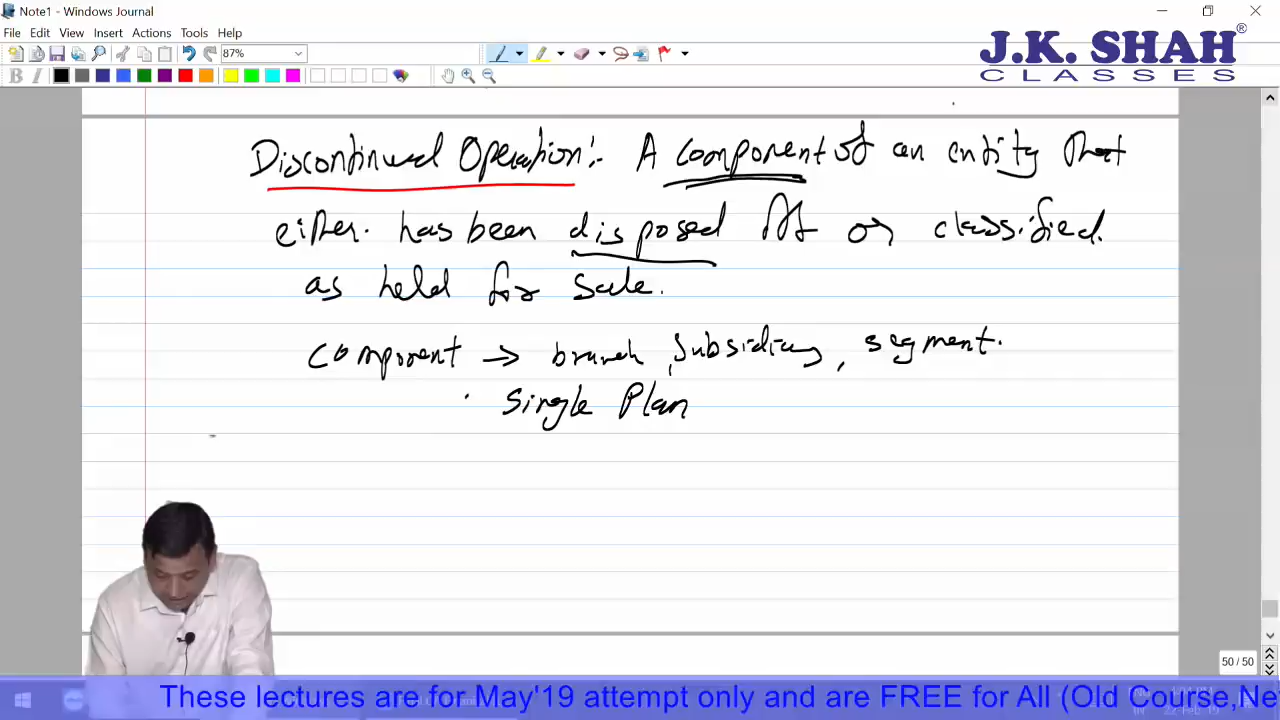 Note1 - Windows Journal
File Edit View Insert Actions Tools Help
87%
B I
J.K. SHAH®
CLASSES
Discontinued Operation:- A component of an entity that
either has been disposed off or classified
as held for sale.
component → branch, Subsidiary, segment.
Single Plan
50 / 50
These lectures are for May'19 attempt only and are FREE for All (Old Course,Ne